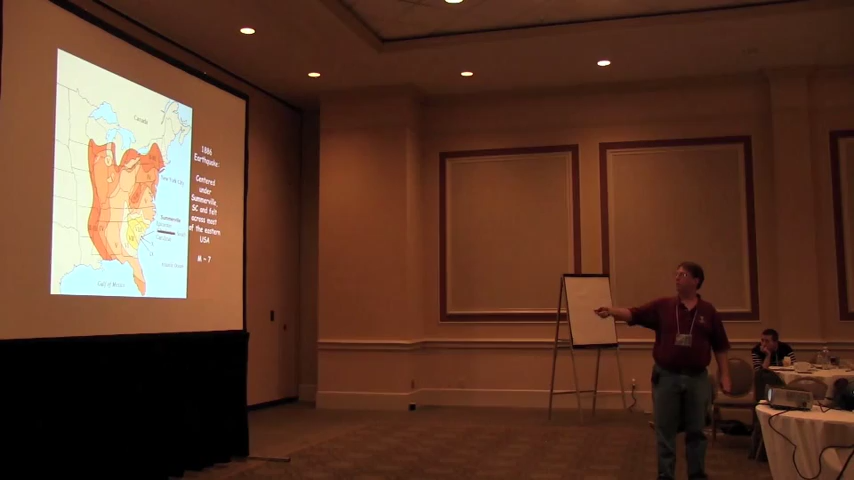 Canada
1886
Earthquake:
New York City
Centered
under
Summerville,
SC and felt
across most
of the eastern
USA
Summerville
M ~ 7
Gulf of Mexico